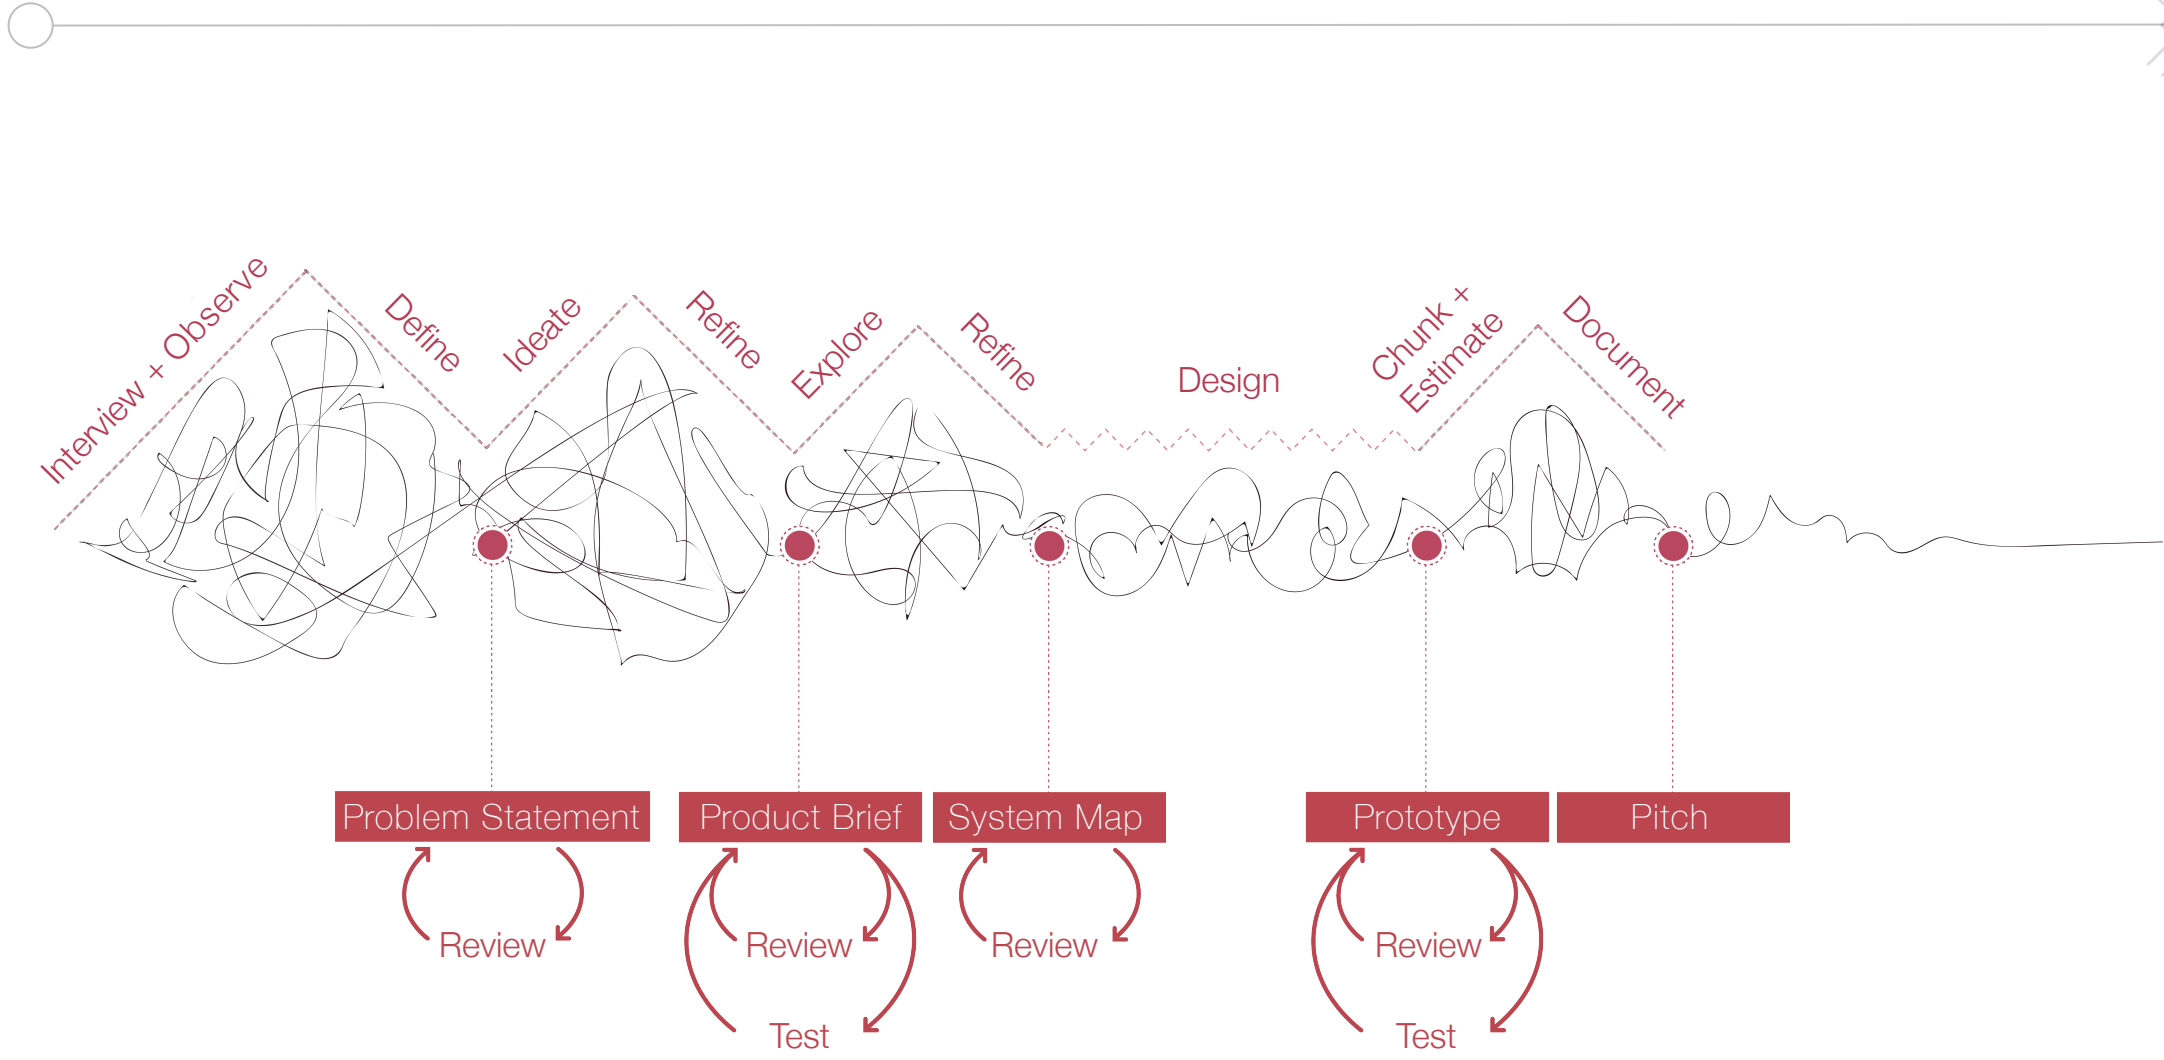 Interview + Observe
Define
Ideate
Refine
Explore
Refine
Design
Chunk +
Estimate
Document
Problem Statement
Product Brief
System Map
Prototype
Pitch
Review
Review
Review
Review
Test
Test